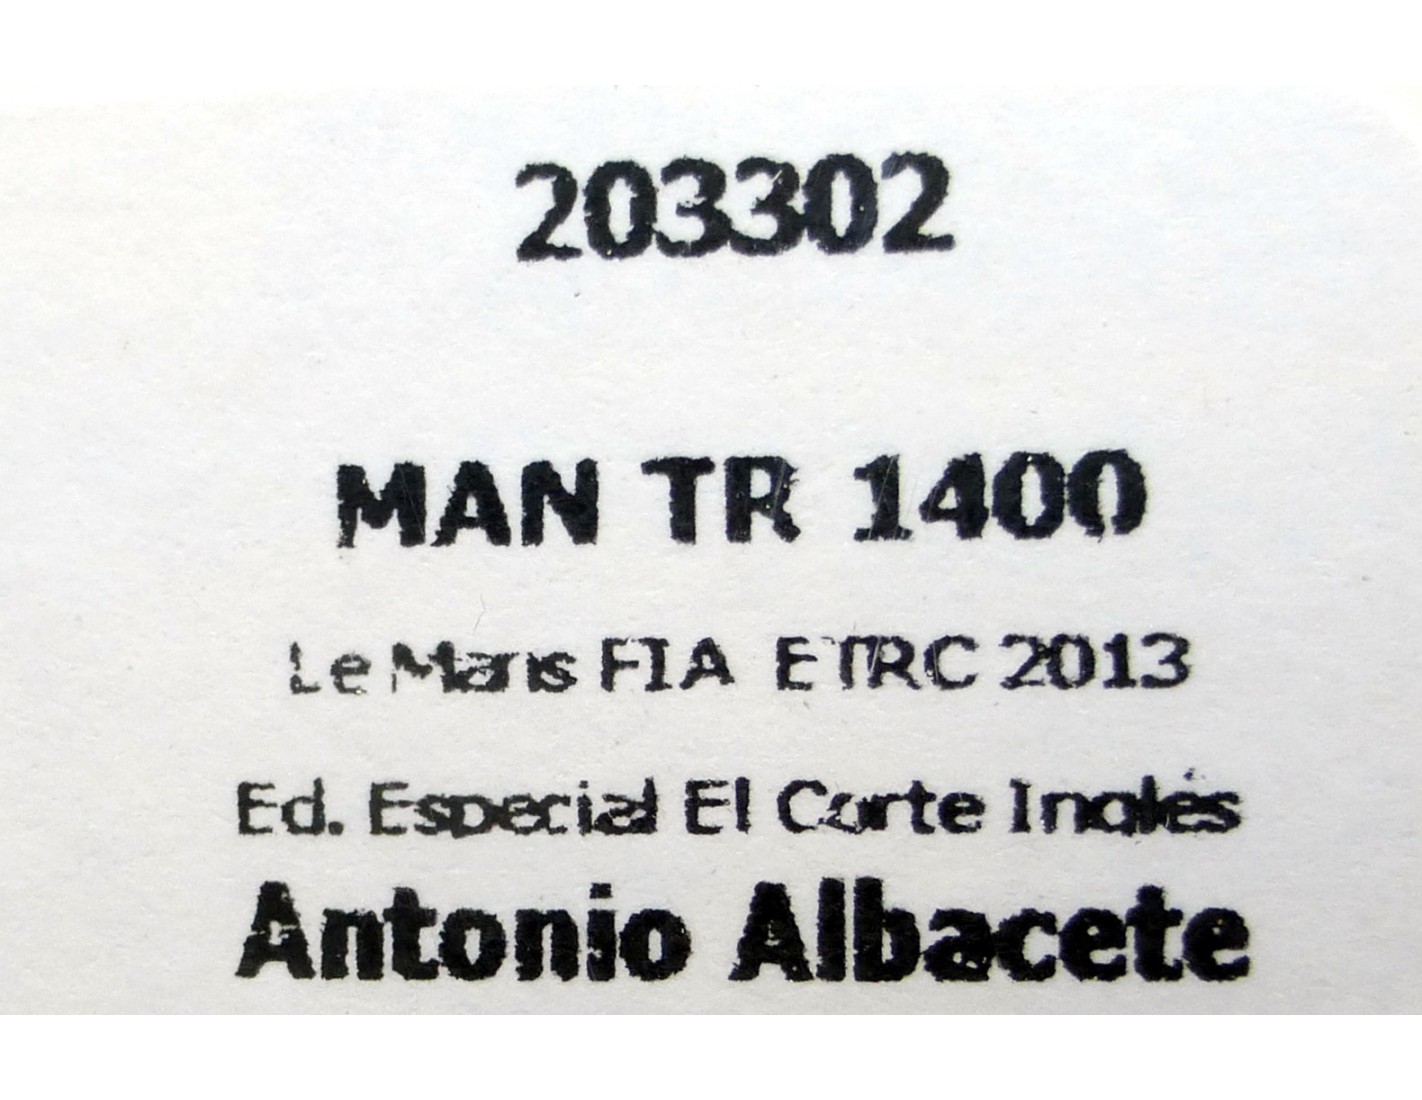 203302
MAN TR 1400
Le Mans FIA ETRC 2013
Ed. Especial El Corte Inglés
Antonio Albacete